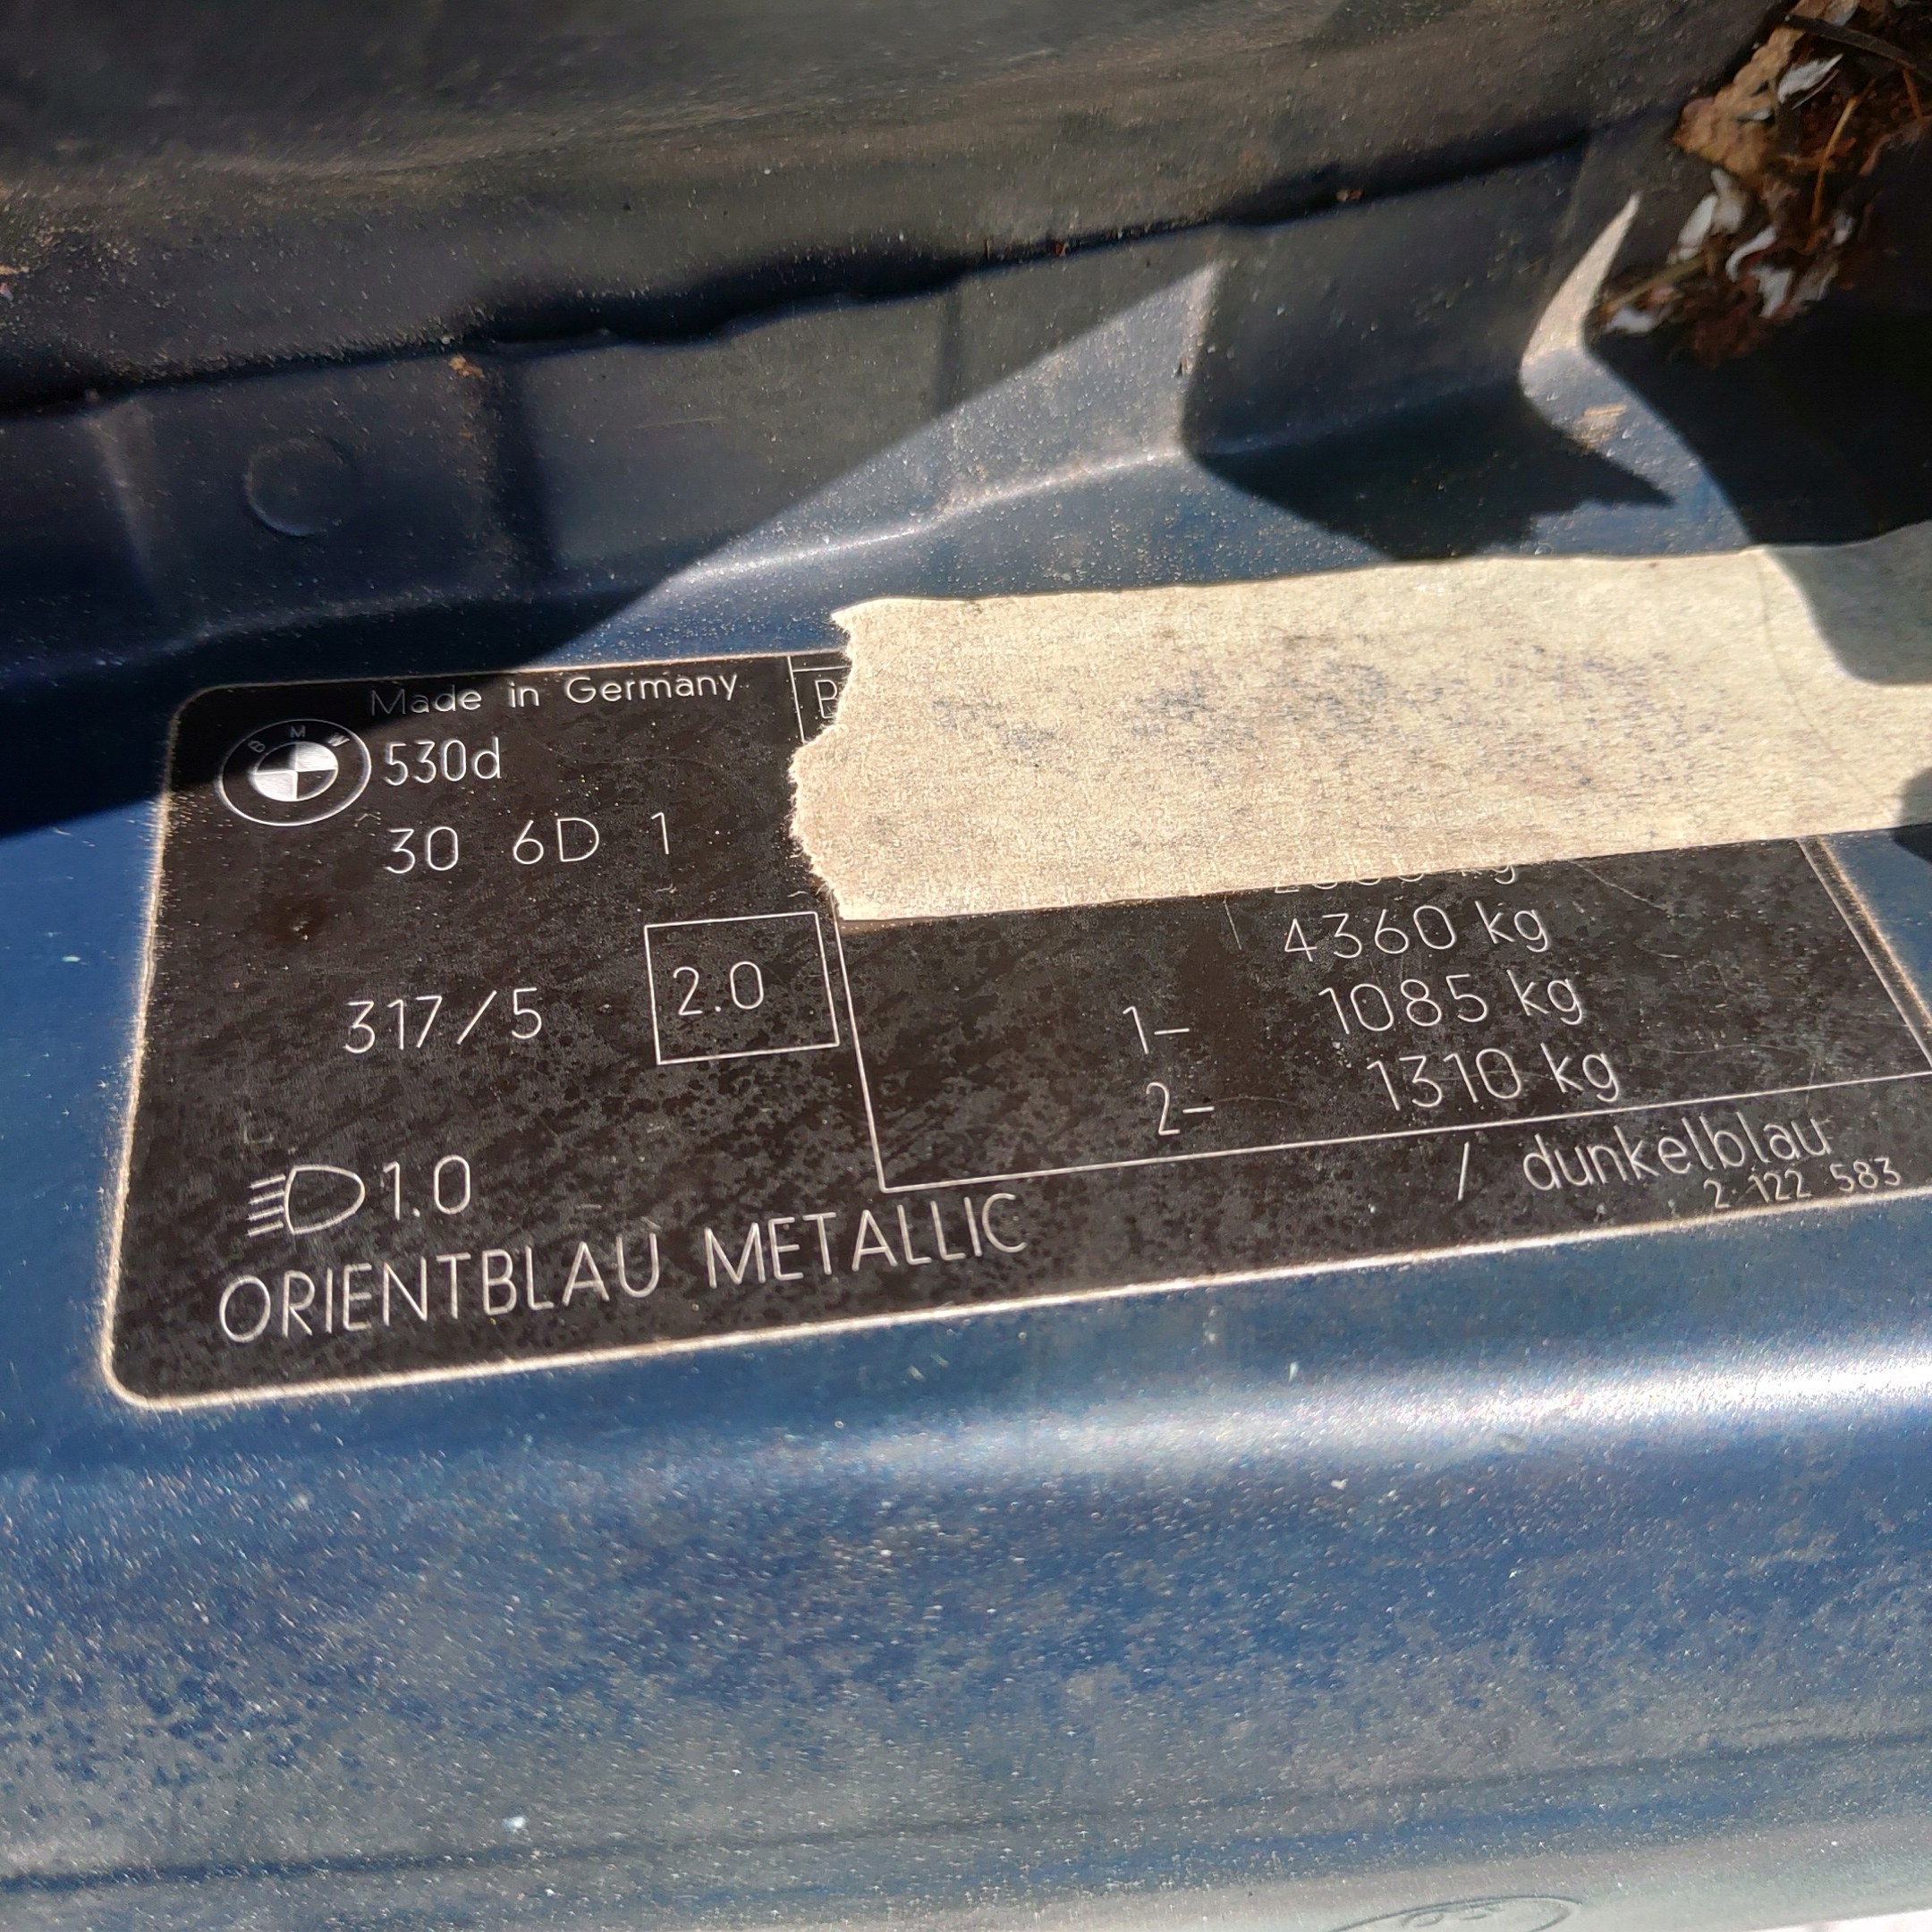 Made in Germany
BMW
530d
30 6D 1
317/5
2.0
4360 kg
1- 1085 kg
2- 1310 kg
1.0
ORIENTBLAU METALLIC / dunkelblau
2 122 583